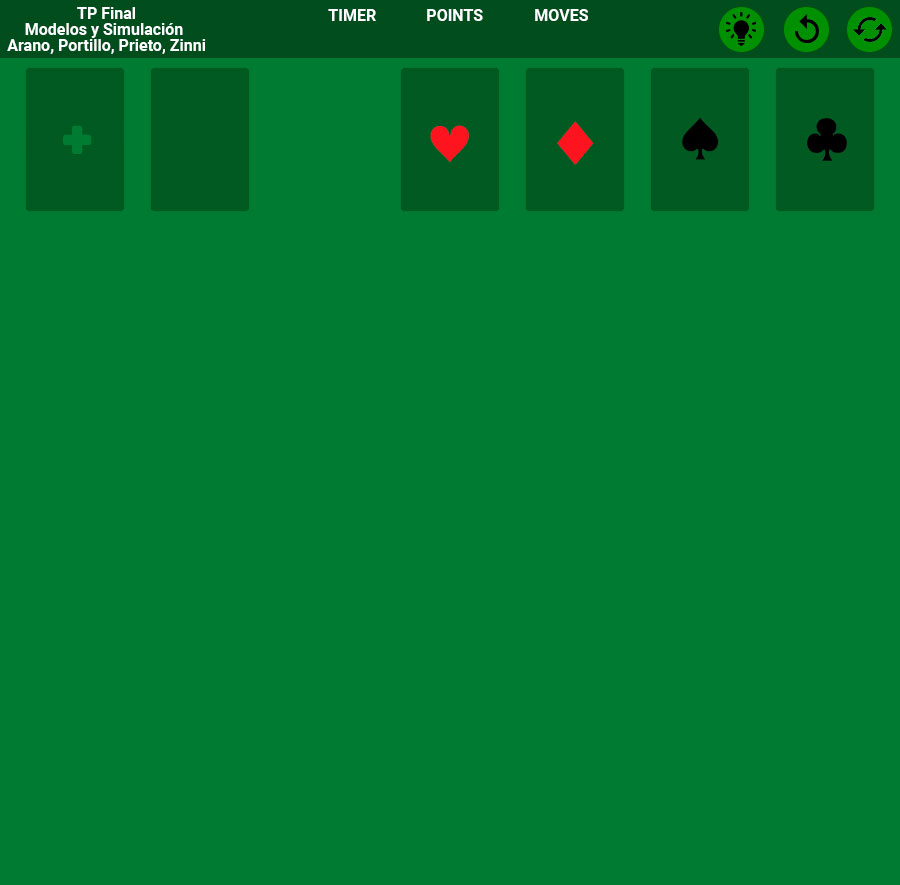 TP Final
Modelos y Simulación
Arano, Portillo, Prieto, Zinni
TIMER
POINTS
MOVES